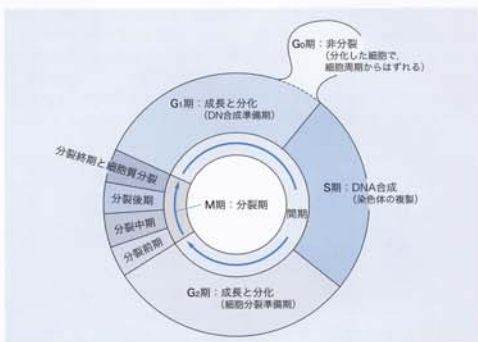 G₀期：非分裂
（分化した細胞で，
細胞周期からはずれる）
G₁期：成長と分化
（DN合成準備期）
S期：DNA合成
（染色体の複製）
間期
M期：分裂期
分裂終期と細胞質分裂
分裂後期
分裂中期
分裂前期
G₂期：成長と分化
（細胞分裂準備期）